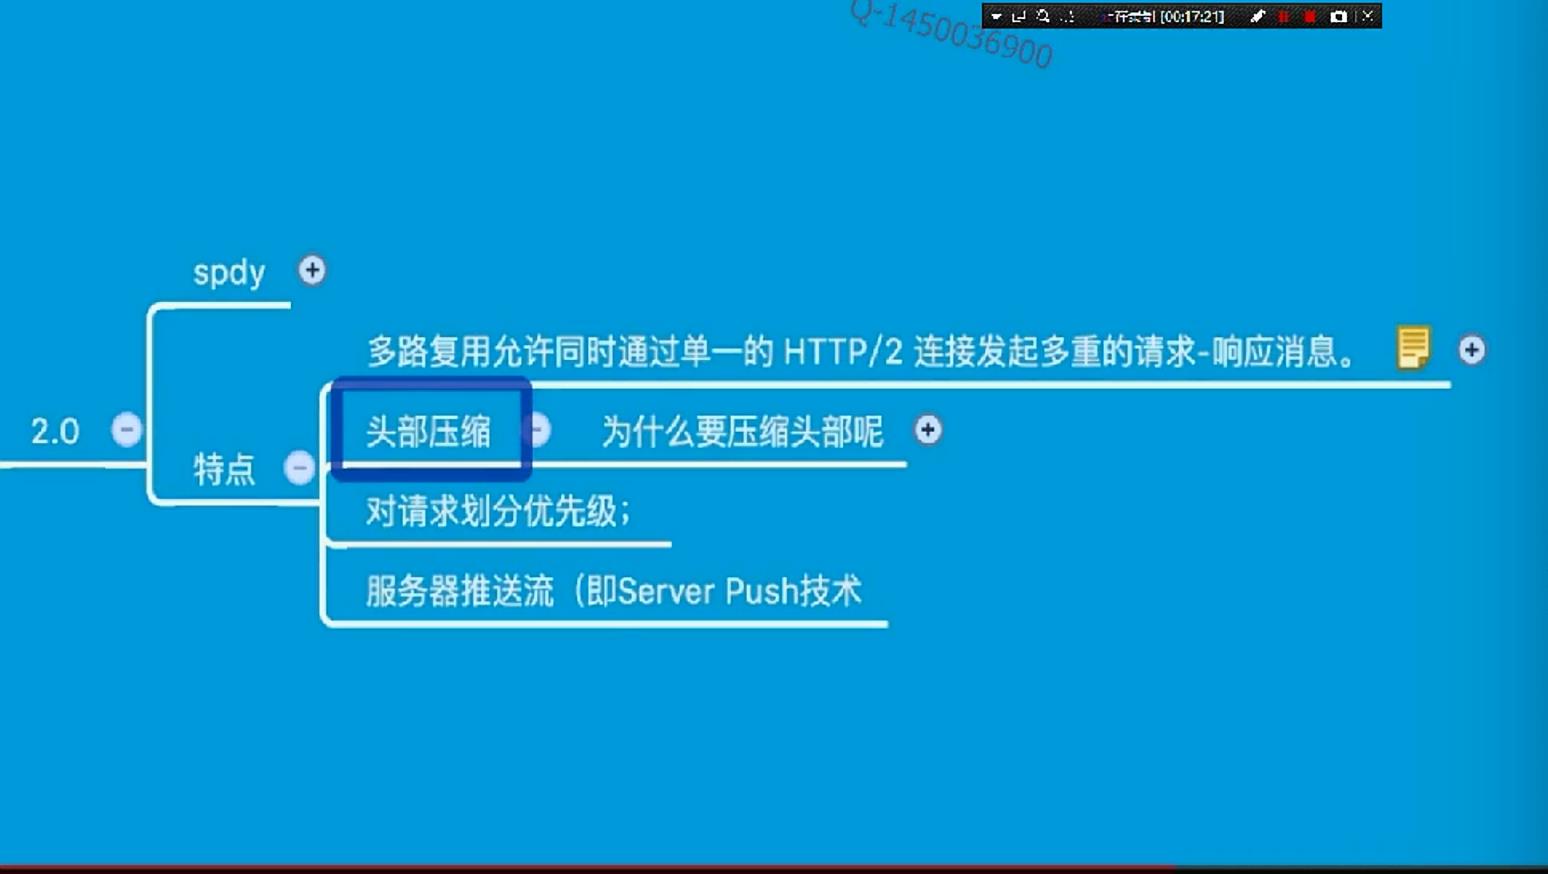 Q-1450036900
正在录制 [00:17:21]
spdy
多路复用允许同时通过单一的 HTTP/2 连接发起多重的请求-响应消息。
2.0
头部压缩
为什么要压缩头部呢
特点
对请求划分优先级；
服务器推送流（即Server Push技术